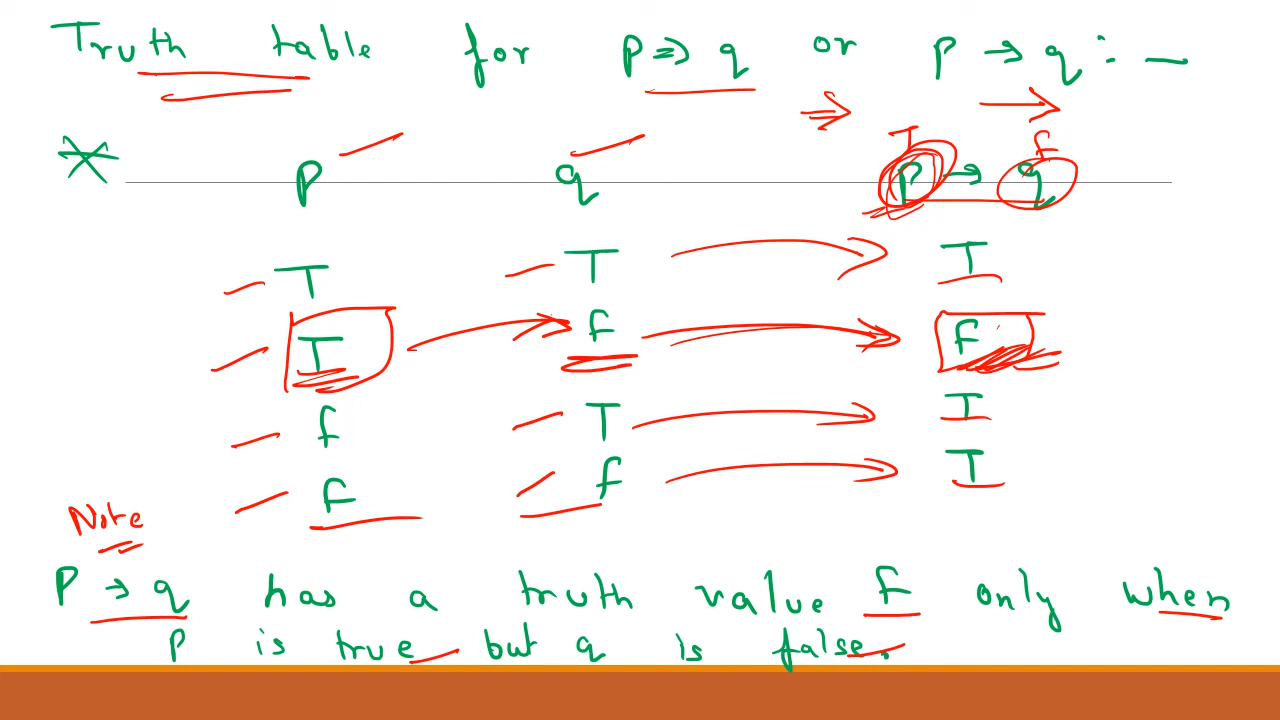 Truth table for p ⇒ q or p → q : —
⇒ →
T f
p q p → q
T T T
T f f
f T T
f f T
Note
P → q has a truth value f only when
p is true but q is false.